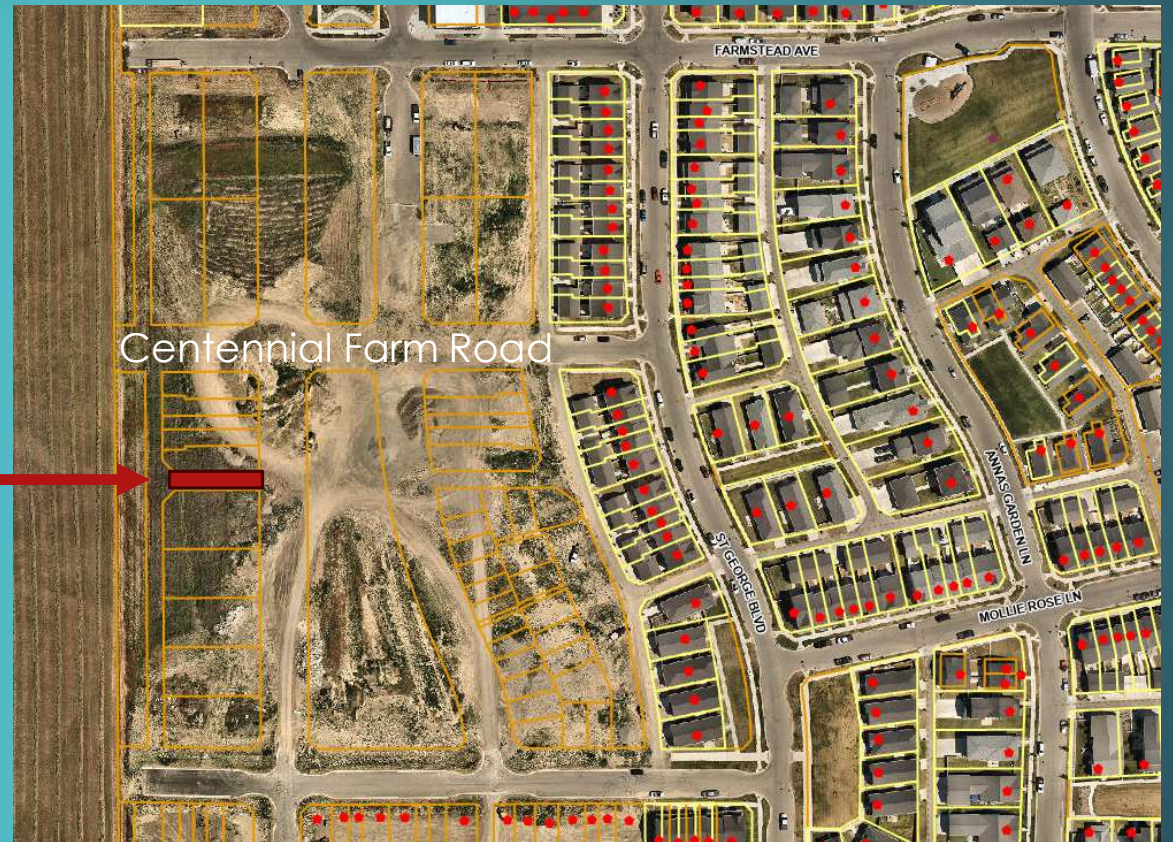 FARMSTEAD AVE
Centennial Farm Road
ANNAS GARDEN LN
ST GEORGE BLVD
MOLLIE ROSE LN